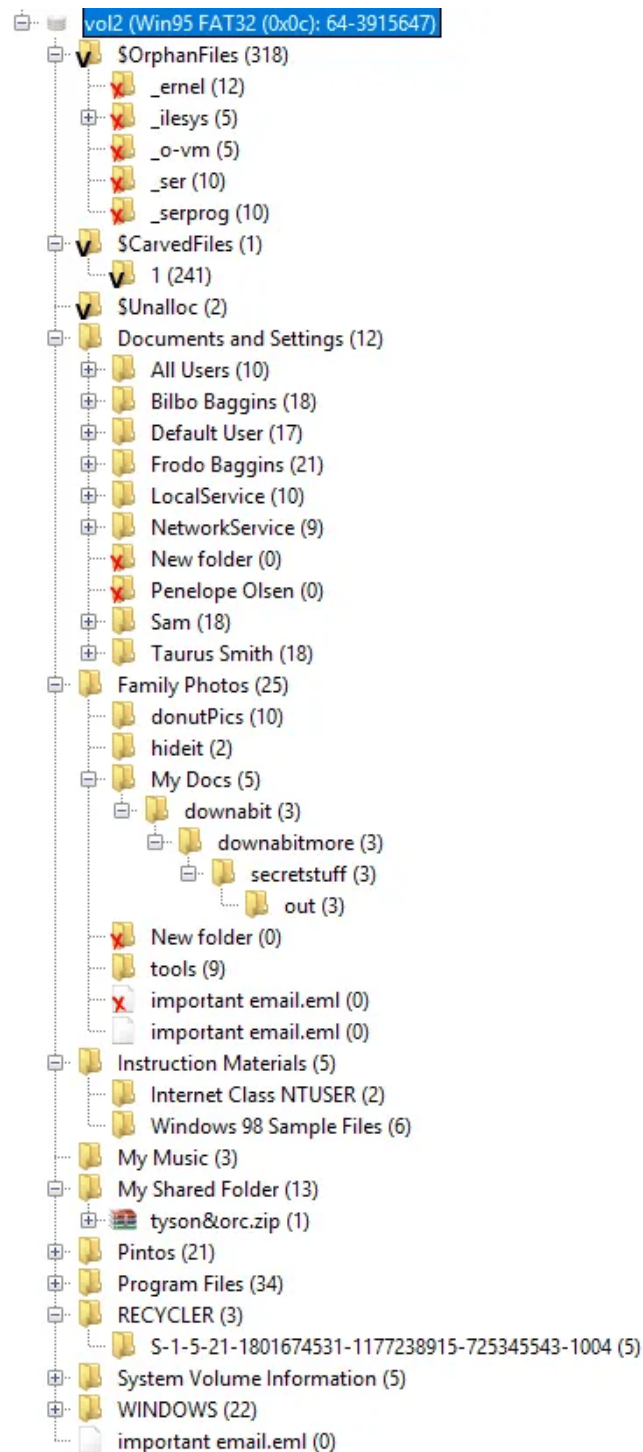 vol2 (Win95 FAT32 (0x0c): 64-3915647)
$OrphanFiles (318)
_ernel (12)
_ilesys (5)
_o-vm (5)
_ser (10)
_serprog (10)
$CarvedFiles (1)
1 (241)
$Unalloc (2)
Documents and Settings (12)
All Users (10)
Bilbo Baggins (18)
Default User (17)
Frodo Baggins (21)
LocalService (10)
NetworkService (9)
New folder (0)
Penelope Olsen (0)
Sam (18)
Taurus Smith (18)
Family Photos (25)
donutPics (10)
hideit (2)
My Docs (5)
downabit (3)
downabitmore (3)
secretstuff (3)
out (3)
New folder (0)
tools (9)
important email.eml (0)
important email.eml (0)
Instruction Materials (5)
Internet Class NTUSER (2)
Windows 98 Sample Files (6)
My Music (3)
My Shared Folder (13)
tyson&orc.zip (1)
Pintos (21)
Program Files (34)
RECYCLER (3)
S-1-5-21-1801674531-1177238915-725345543-1004 (5)
System Volume Information (5)
WINDOWS (22)
important email.eml (0)